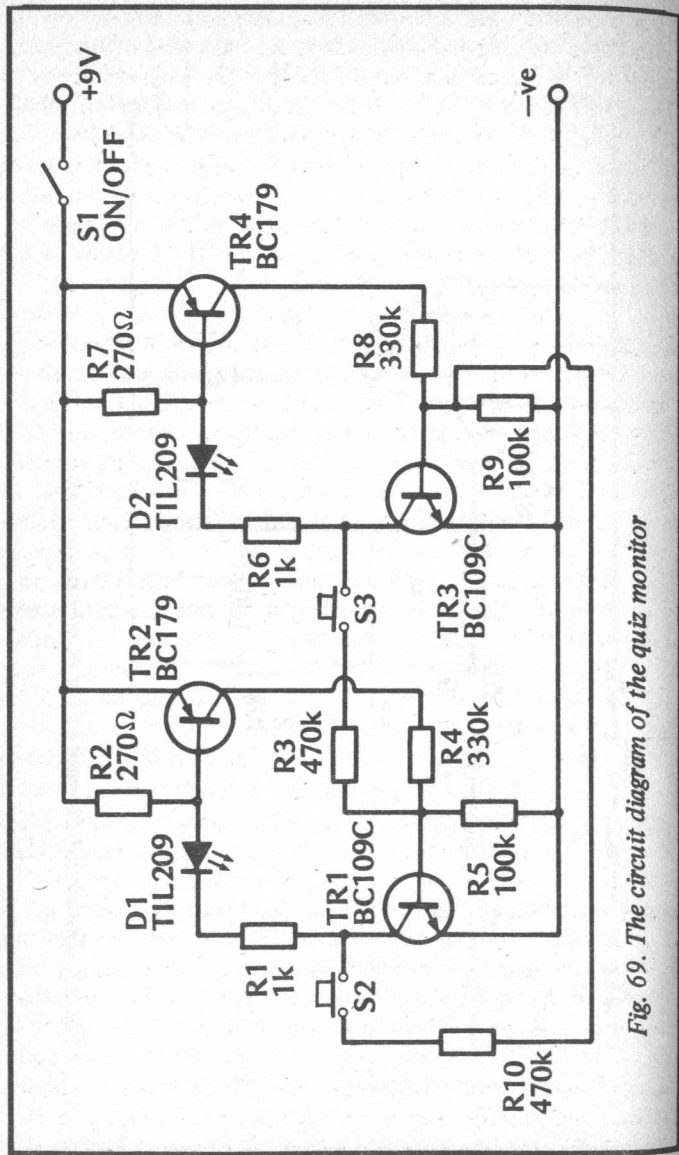 S1
ON/OFF
+9V
R7
270Ω
TR4
BC179
D2
TIL209
R6
1k
R8
330k
S3
TR3
BC109C
R9
100k
−ve
R2
270Ω
TR2
BC179
D1
TIL209
R3
470k
R4
330k
R1
1k
TR1
BC109C
R5
100k
S2
R10
470k
Fig. 69. The circuit diagram of the quiz monitor